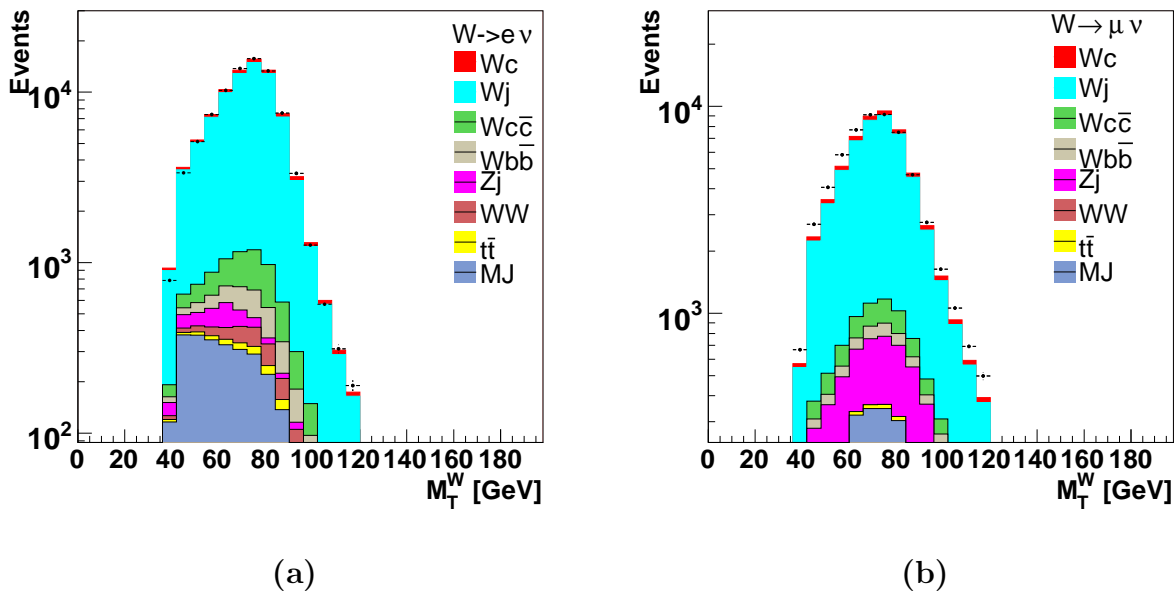 Events
10⁴
10³
10²
0 20 40 60 80 100 120 140 160 180
M_T^W [GeV]
W->e ν
Wc
Wj
Wcc̅
Wbb̅
Zj
WW
tt̅
MJ
(a)
Events
10⁴
10³
0 20 40 60 80 100 120 140 160 180
M_T^W [GeV]
W→ μ ν
Wc
Wj
Wcc̅
Wbb̅
Zj
WW
tt̅
MJ
(b)